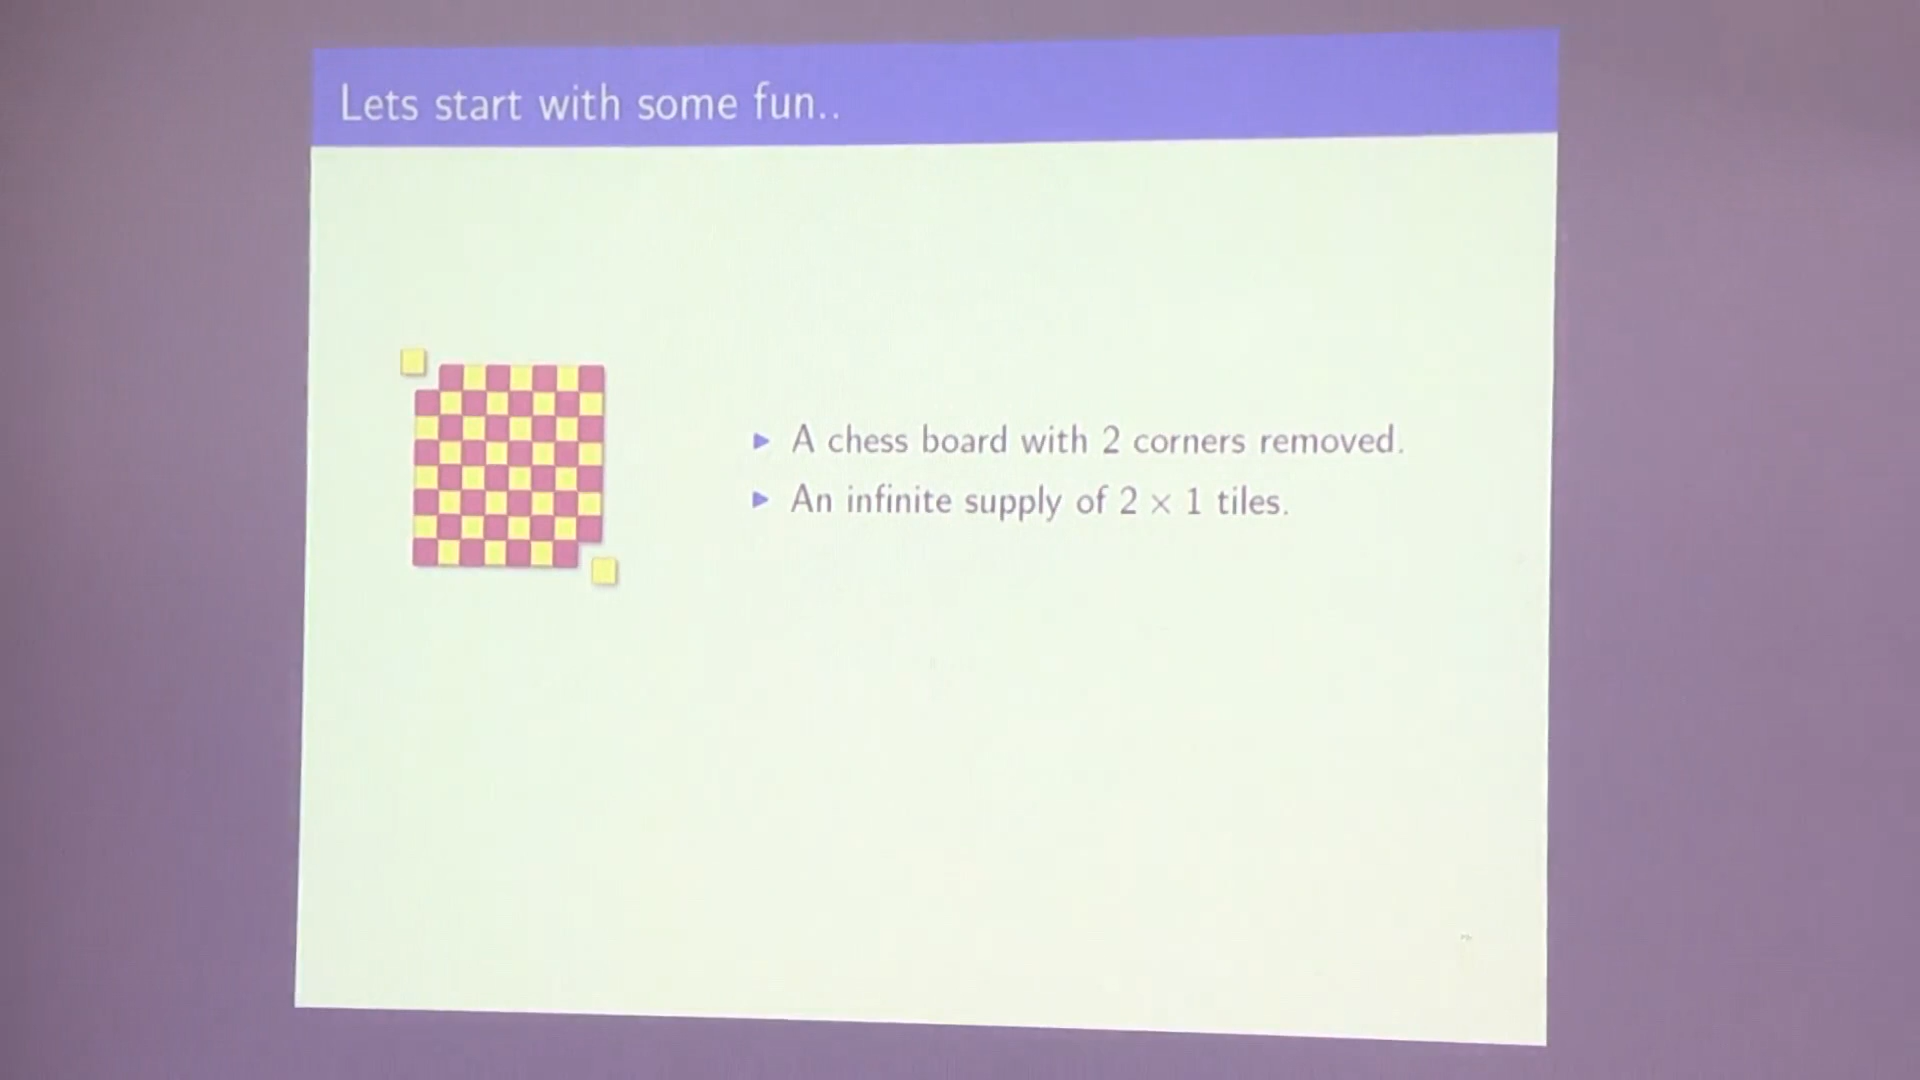 Lets start with some fun..
A chess board with 2 corners removed.
An infinite supply of 2 × 1 tiles.